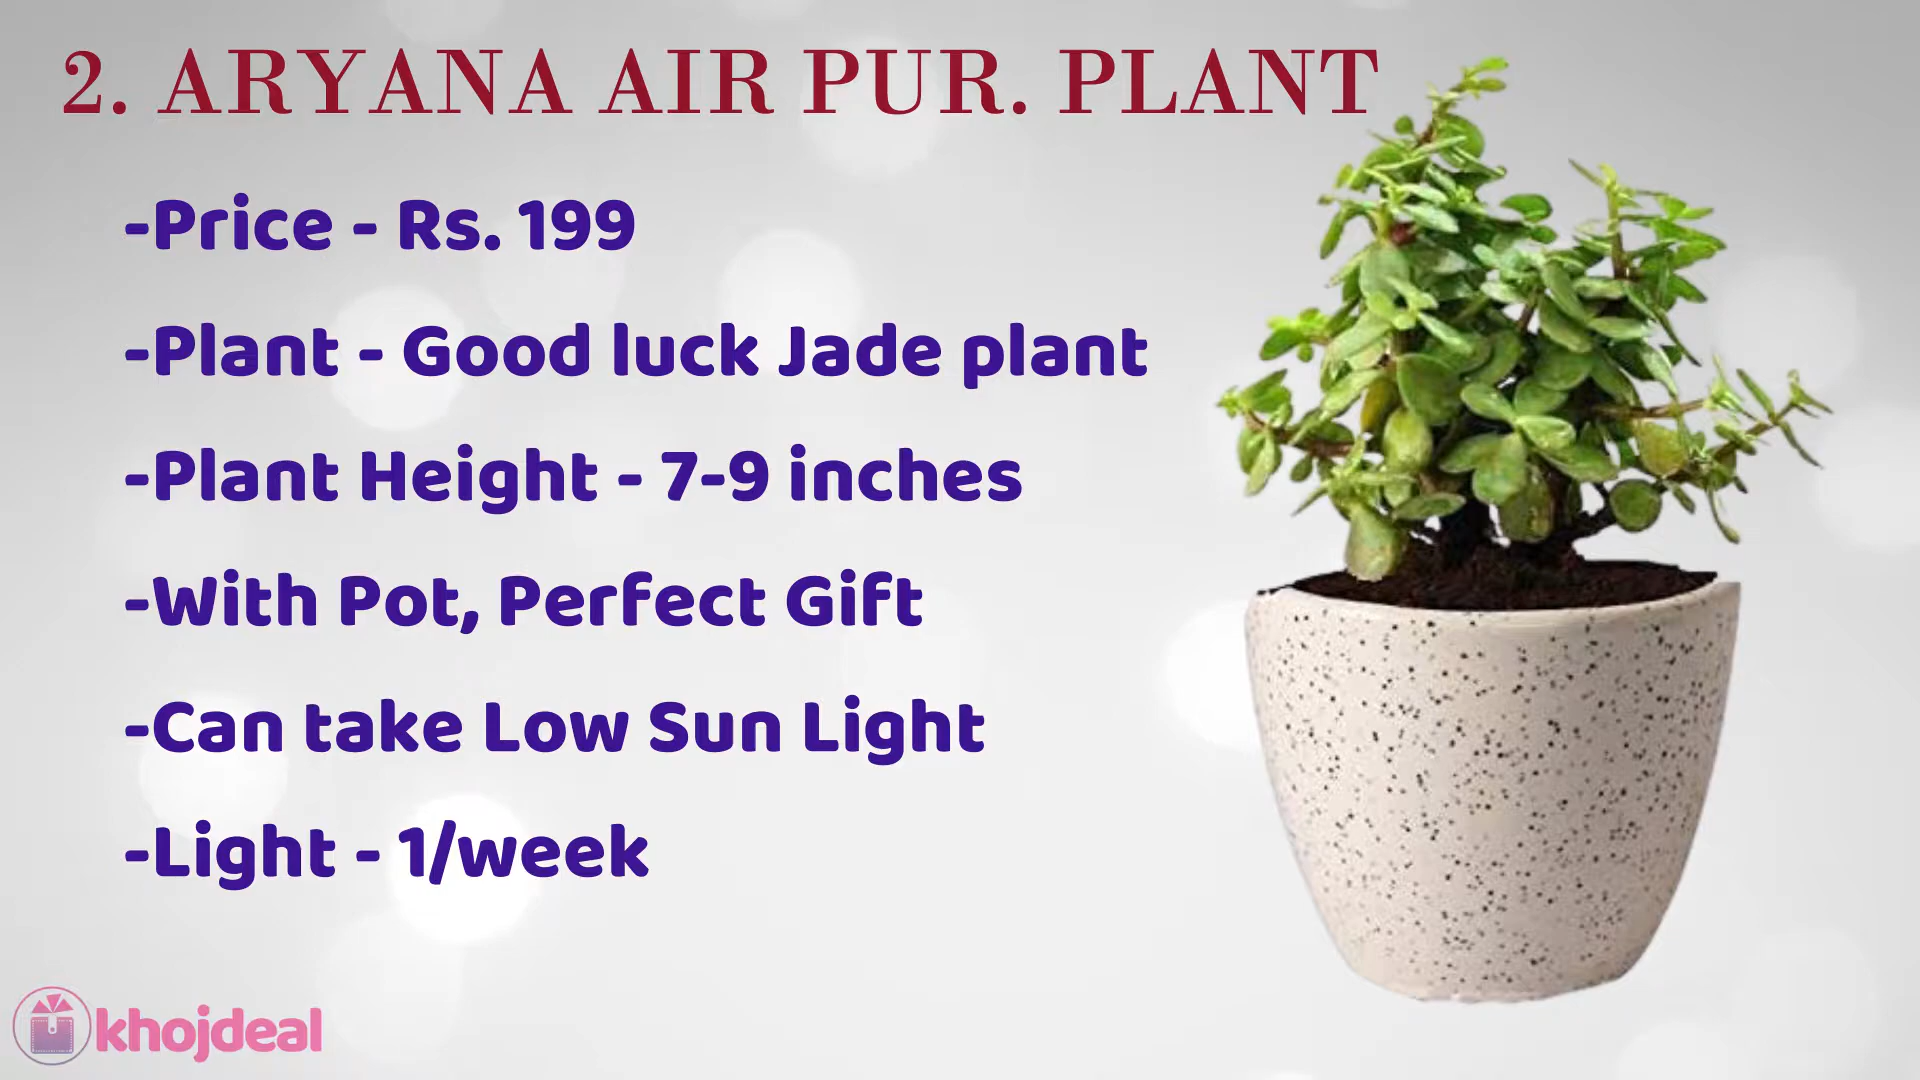 2. ARYANA AIR PUR. PLANT
-Price - Rs. 199
-Plant - Good luck Jade plant
-Plant Height - 7-9 inches
-With Pot, Perfect Gift
-Can take Low Sun Light
-Light - 1/week
khojdeal